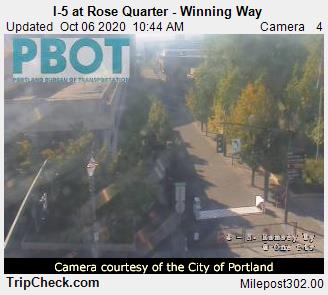 I-5 at Rose Quarter - Winning Way
Updated Oct 06 2020 10:44 AM Camera 4
PBOT
PORTLAND BUREAU OF TRANSPORTATION
Camera courtesy of the City of Portland
TripCheck.com Milepost302.00